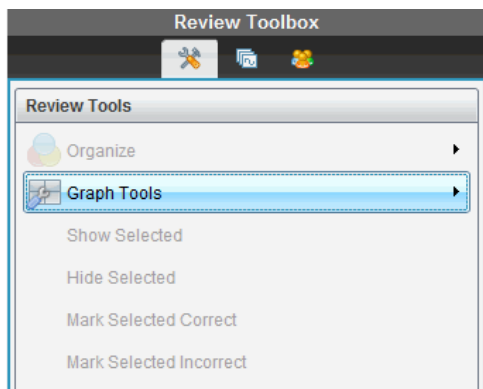 Review Toolbox
Review Tools
Organize
Graph Tools
Show Selected
Hide Selected
Mark Selected Correct
Mark Selected Incorrect